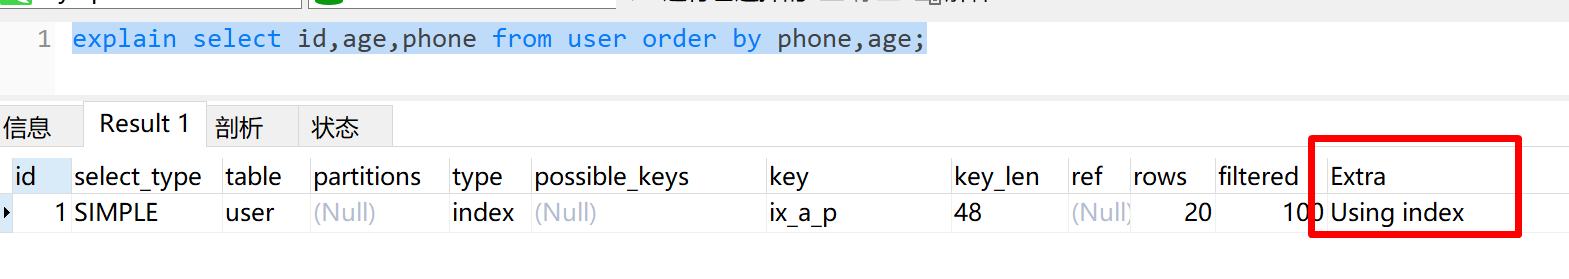 1 explain select id,age,phone from user order by phone,age;
信息 Result 1 剖析 状态
id select_type table partitions type possible_keys key key_len ref rows filtered Extra
1 SIMPLE user (Null) index (Null) ix_a_p 48 (Null) 20 100 Using index